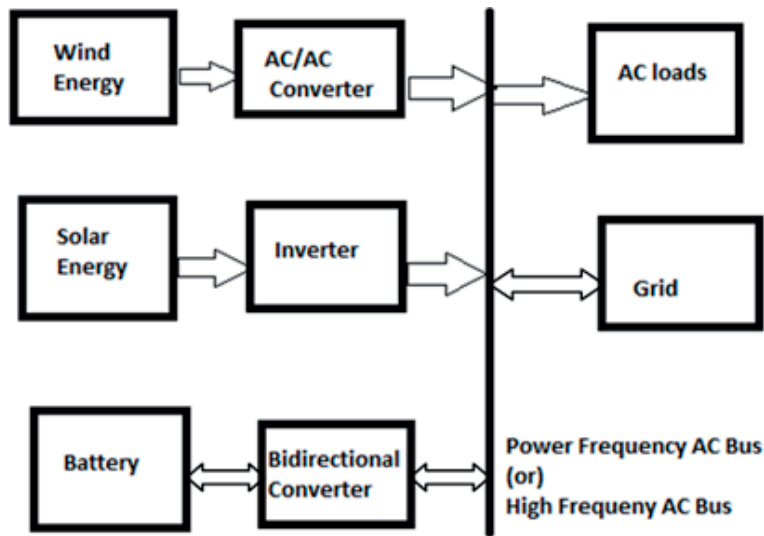 Wind
Energy
AC/AC
Converter
AC loads
Solar
Energy
Inverter
Grid
Battery
Bidirectional
Converter
Power Frequency AC Bus
(or)
High Frequeny AC Bus